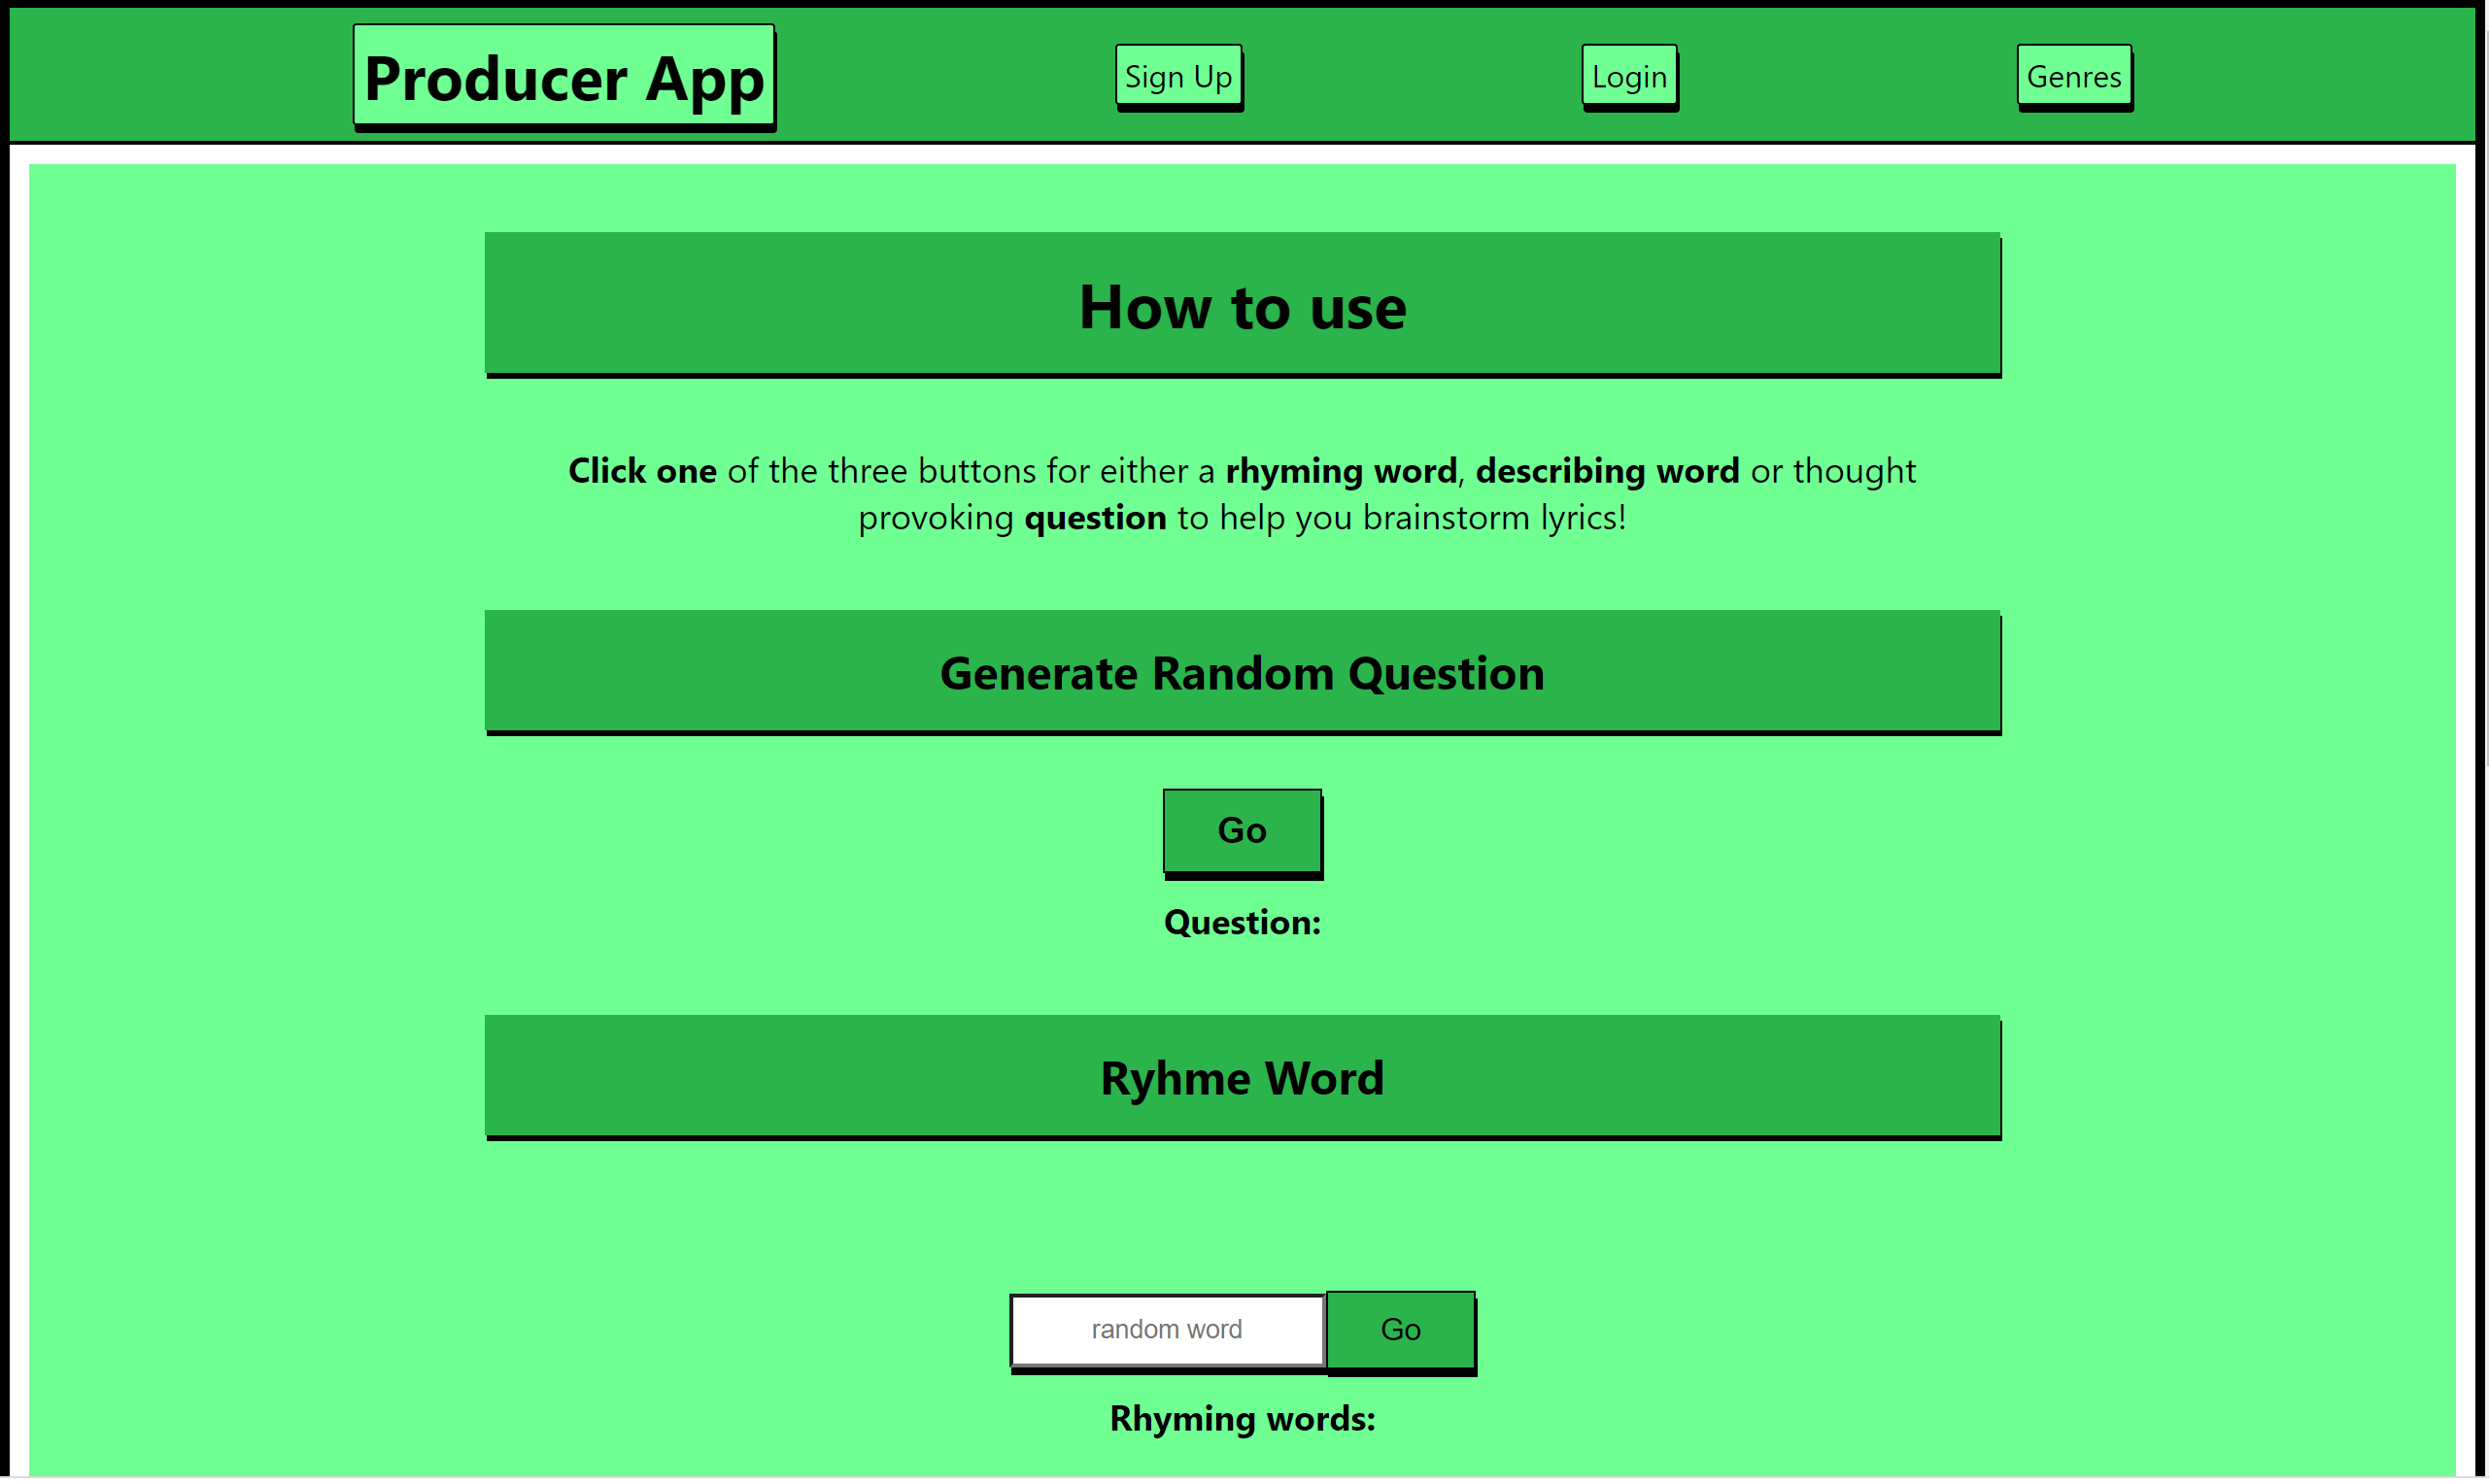 Producer App
Sign Up
Login
Genres
How to use
Click one of the three buttons for either a rhyming word, describing word or thought
provoking question to help you brainstorm lyrics!
Generate Random Question
Go
Question:
Ryhme Word
random word
Go
Rhyming words: